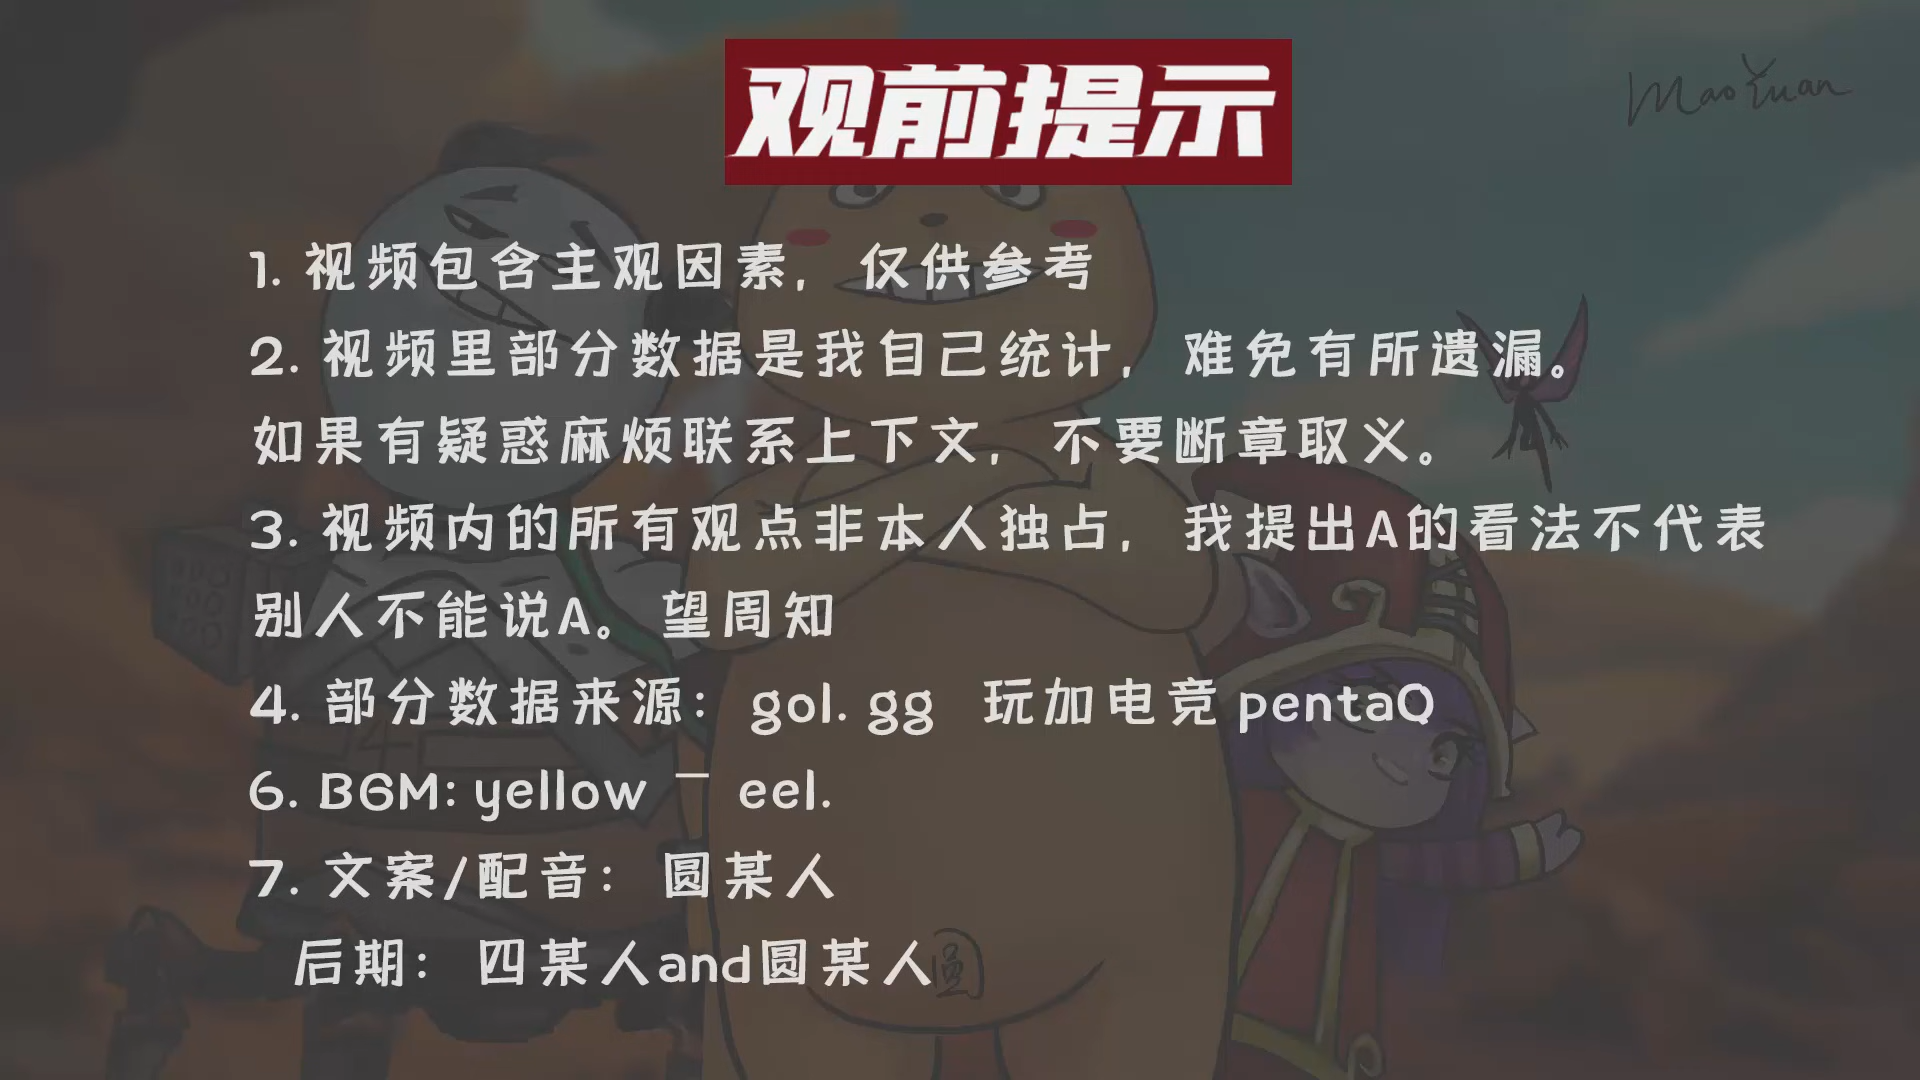 观前提示
MaoYuan
1. 视频包含主观因素，仅供参考
2. 视频里部分数据是我自己统计，难免有所遗漏。
如果有疑惑麻烦联系上下文，不要断章取义。
3. 视频内的所有观点非本人独占，我提出A的看法不代表
别人不能说A。望周知
4. 部分数据来源：gol. gg 玩加电竞 pentaQ
6. BGM: yellow — eel.
7. 文案/配音：圆某人
后期：四某人and圆某人
圆